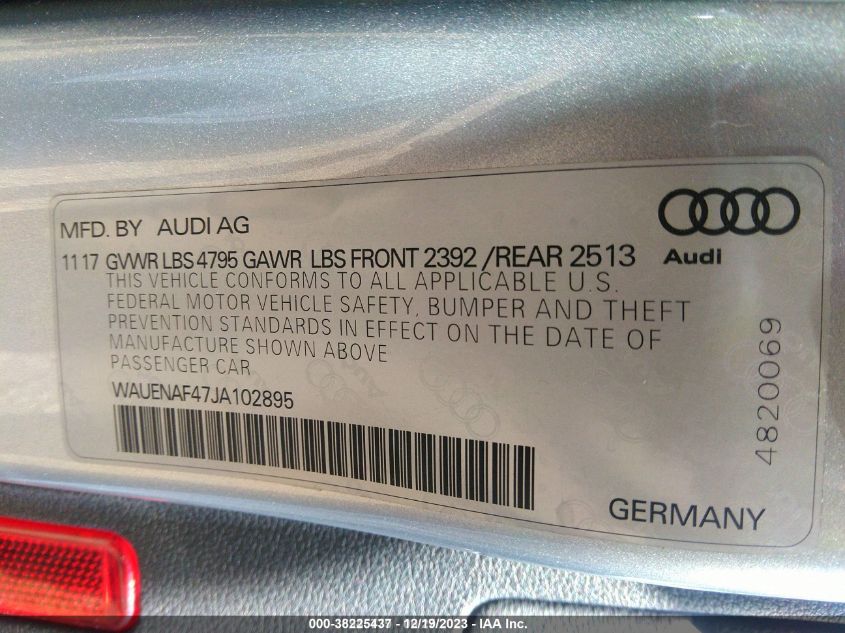 MFD. BY AUDI AG
Audi
11 17 GVWR LBS 4795 GAWR LBS FRONT 2392 /REAR 2513
THIS VEHICLE CONFORMS TO ALL APPLICABLE U.S.
FEDERAL MOTOR VEHICLE SAFETY, BUMPER AND THEFT
PREVENTION STANDARDS IN EFFECT ON THE DATE OF
MANUFACTURE SHOWN ABOVE
PASSENGER CAR
WAUENAF47JA102895
4820069
GERMANY
000-38225437 - 12/19/2023 - IAA Inc.